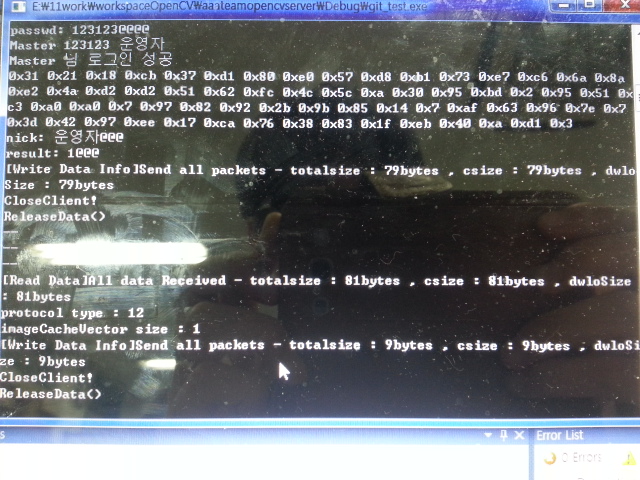 E:\11work\workspaceOpenCV\aanteamopencvserver\Debug\git_test.exe
passwd: 123123@@@@
Master 123123 운영자
Master 님 로그인 성공
0x31 0x21 0x18 0xcb 0x37 0xd1 0x80 0xe0 0x57 0xd8 0xb1 0x73 0xe7 0xc6 0x6a 0x8a
0xe2 0x4a 0xd2 0xd2 0x51 0x62 0xfc 0x4c 0x5c 0xa 0x30 0x95 0xbd 0x2 0x95 0x51 0x
c3 0xa0 0xa0 0x7 0x97 0x82 0x92 0x2b 0x9b 0x85 0x14 0x7 0xaf 0x63 0x96 0x7e 0x7
0x3d 0x42 0x97 0xee 0x17 0xca 0x76 0x38 0x83 0x1f 0xeb 0x40 0xa 0xd1 0x3
nick: 운영자@@@
result: 1@@@
[Write Data Info]Send all packets - totalsize : 79bytes , csize : 79bytes , dwlo
Size : 79bytes
CloseClient!
ReleaseData()
[Read Data]All data Received - totalsize : 81bytes , csize : 81bytes , dwloSize
: 81bytes
protocol type : 12
imageCacheVector size : 1
[Write Data Info]Send all packets - totalsize : 9bytes , csize : 9bytes , dwloSi
ze : 9bytes
CloseClient!
ReleaseData()
Error List
0 Errors